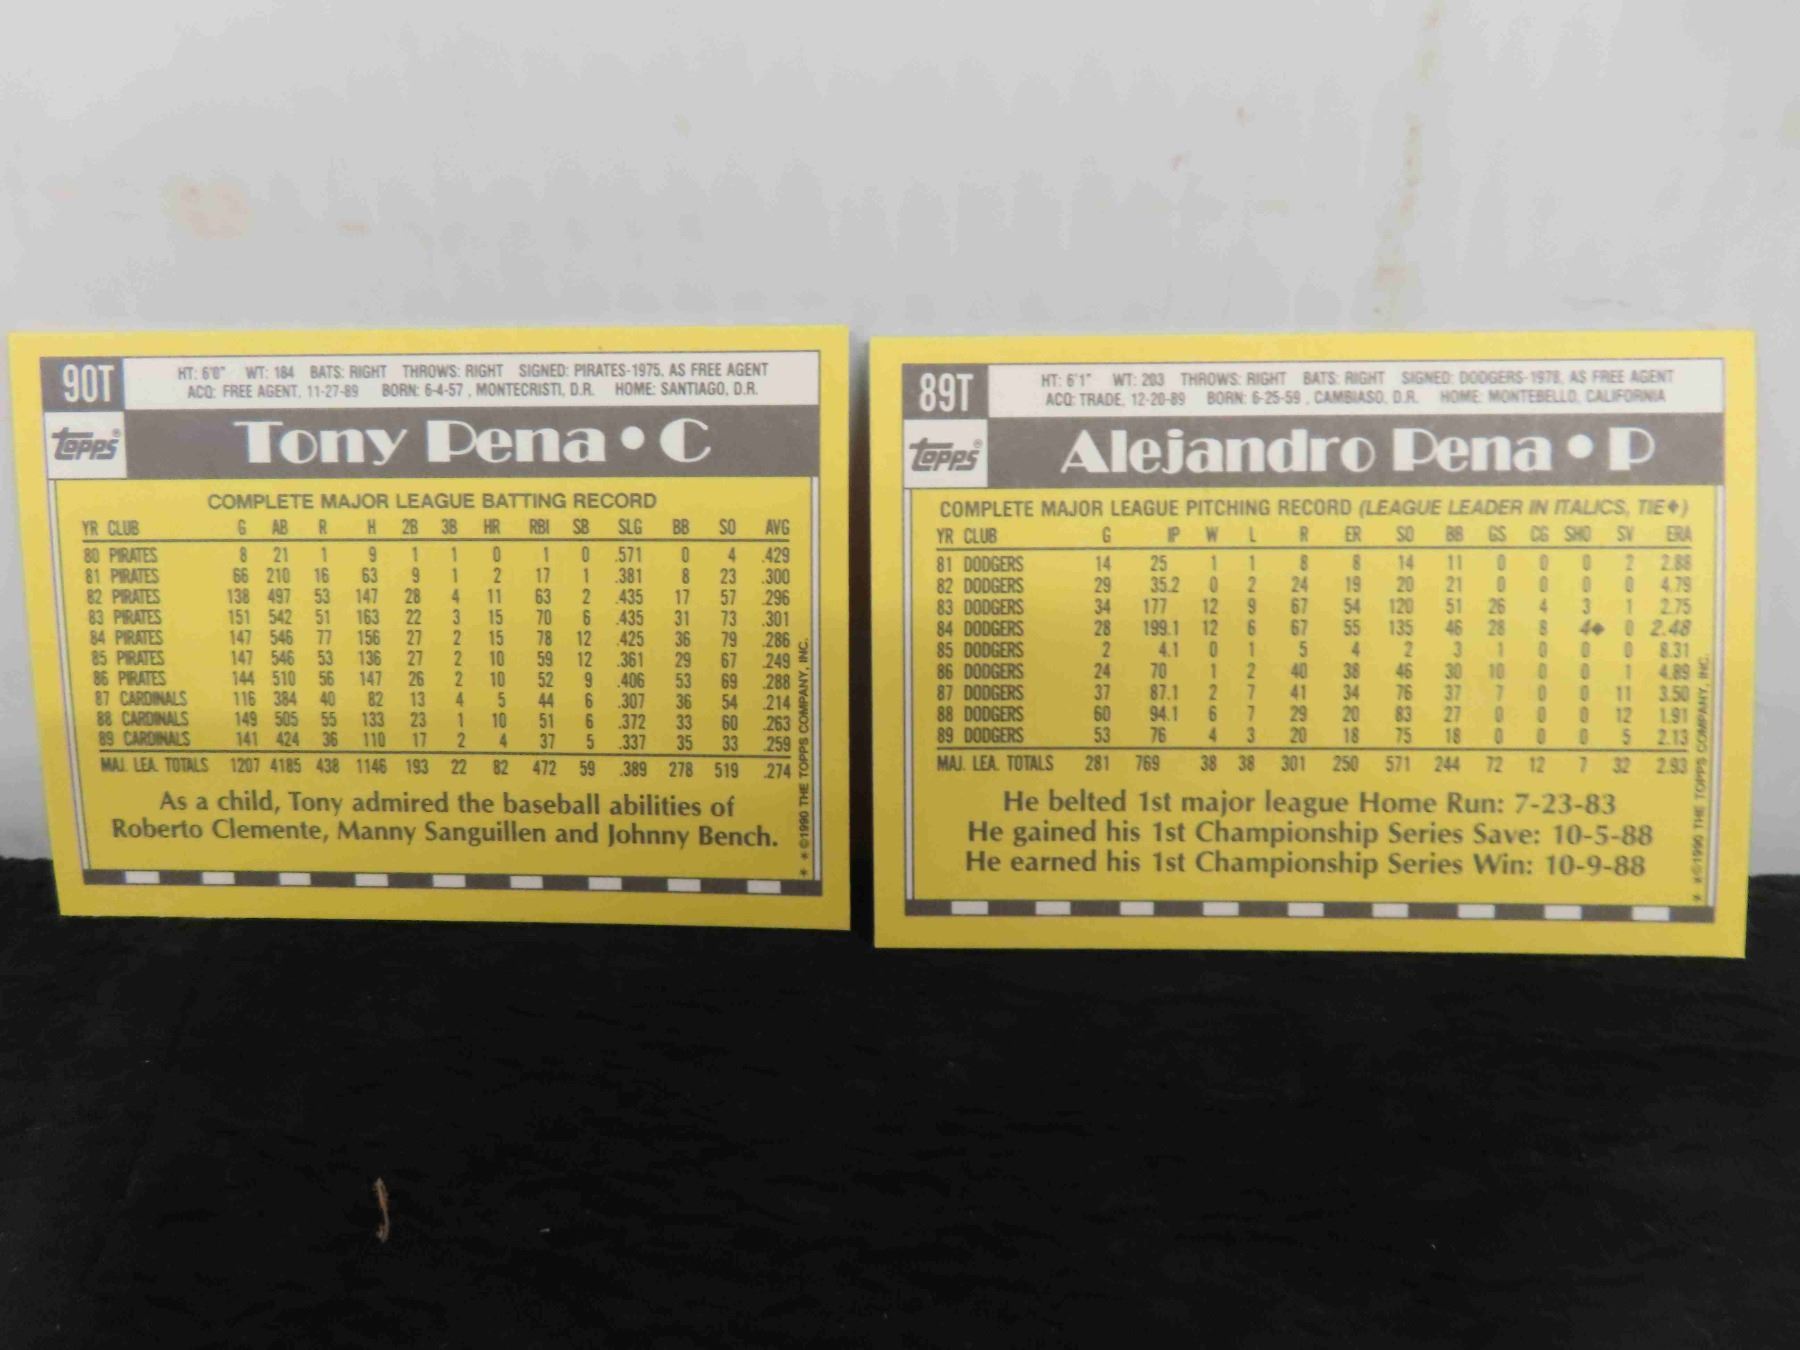 90T
HT: 6'0" WT: 184 BATS: RIGHT THROWS: RIGHT SIGNED: PIRATES-1975, AS FREE AGENT
ACQ: FREE AGENT, 11-27-89 BORN: 6-4-57, MONTECRISTI, D.R. HOME: SANTIAGO, D.R.
topps®
Tony Pena • C
COMPLETE MAJOR LEAGUE BATTING RECORD
YR CLUB G AB R H 2B 3B HR RBI SB SLG BB SO AVG
80 PIRATES 8 21 1 9 1 1 0 1 0 .571 0 4 .429
81 PIRATES 66 210 16 63 9 1 2 17 1 .381 8 23 .300
82 PIRATES 138 497 53 147 28 4 11 63 2 .435 17 57 .296
83 PIRATES 151 542 51 163 22 3 15 70 6 .435 31 73 .301
84 PIRATES 147 546 77 156 27 2 15 78 12 .425 36 79 .286
85 PIRATES 147 546 53 136 27 2 10 59 12 .361 29 67 .249
86 PIRATES 144 510 56 147 26 2 10 52 9 .406 53 69 .288
87 CARDINALS 116 384 40 82 13 4 5 44 6 .307 36 54 .214
88 CARDINALS 149 505 55 133 23 1 10 51 6 .372 33 60 .263
89 CARDINALS 141 424 36 110 17 2 4 37 5 .337 35 33 .259
MAJ. LEA. TOTALS 1207 4185 438 1146 193 22 82 472 59 .389 278 519 .274
As a child, Tony admired the baseball abilities of
Roberto Clemente, Manny Sanguillen and Johnny Bench.
* *©1990 THE TOPPS COMPANY, INC.
89T
HT: 6'1" WT: 203 THROWS: RIGHT BATS: RIGHT SIGNED: DODGERS-1978, AS FREE AGENT
ACQ: TRADE, 12-20-89 BORN: 6-25-59, CAMBIASO, D.R. HOME: MONTEBELLO, CALIFORNIA
topps®
Alejandro Pena • P
COMPLETE MAJOR LEAGUE PITCHING RECORD (LEAGUE LEADER IN ITALICS, TIE♦)
YR CLUB G IP W L R ER SO BB GS CG SHO SV ERA
81 DODGERS 14 25 1 1 8 8 14 11 0 0 0 2 2.88
82 DODGERS 29 35.2 0 2 24 19 20 21 0 0 0 0 4.79
83 DODGERS 34 177 12 9 67 54 120 51 26 4 3 1 2.75
84 DODGERS 28 199.1 12 6 67 55 135 46 28 8 4♦ 0 2.48
85 DODGERS 2 4.1 0 1 5 4 2 3 1 0 0 0 8.31
86 DODGERS 24 70 1 2 40 38 46 30 10 0 0 1 4.89
87 DODGERS 37 87.1 2 7 41 34 76 37 7 0 0 11 3.50
88 DODGERS 60 94.1 6 7 29 20 83 27 0 0 0 12 1.91
89 DODGERS 53 76 4 3 20 18 75 18 0 0 0 5 2.13
MAJ. LEA. TOTALS 281 769 38 38 301 250 571 244 72 12 7 32 2.93
He belted 1st major league Home Run: 7-23-83
He gained his 1st Championship Series Save: 10-5-88
He earned his 1st Championship Series Win: 10-9-88
* *©1990 THE TOPPS COMPANY, INC.